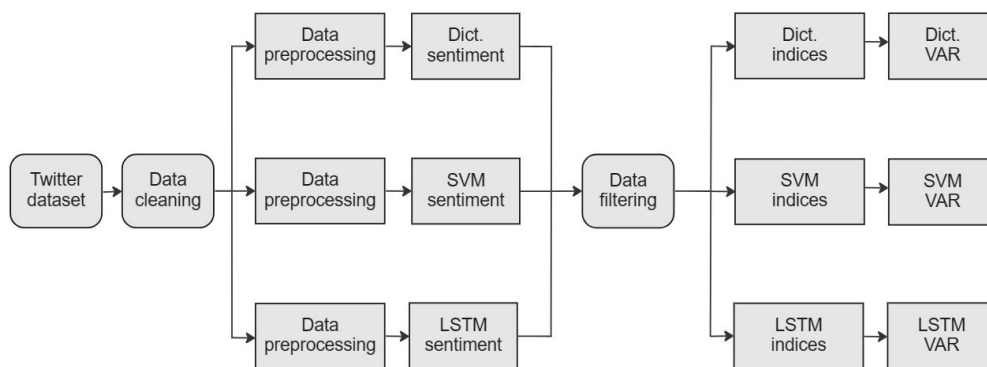 Data
preprocessing
Dict.
sentiment
Dict.
indices
Dict.
VAR
Twitter
dataset
Data
cleaning
Data
preprocessing
SVM
sentiment
Data
filtering
SVM
indices
SVM
VAR
Data
preprocessing
LSTM
sentiment
LSTM
indices
LSTM
VAR